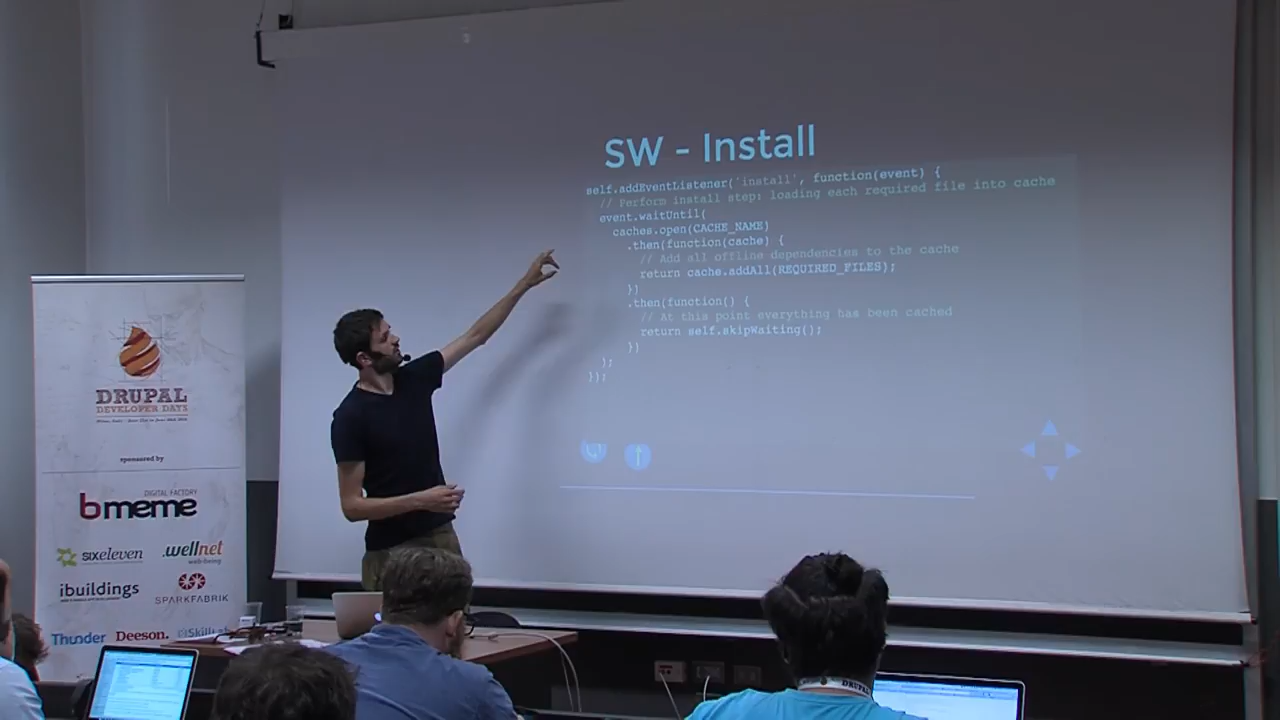 SW - Install
self.addEventListener('install', function(event) {
// Perform install step: loading each required file into cache
event.waitUntil(
caches.open(CACHE_NAME)
.then(function(cache) {
// Add all offline dependencies to the cache
return cache.addAll(REQUIRED_FILES);
})
.then(function() {
// At this point everything has been cached
return self.skipWaiting();
})
);
});
DRUPAL
DEVELOPER DAYS
sponsored by
DIGITAL FACTORY
bmeme
sixeleven
.wellnet
ibuildings
SPARKFABRIK
Thunder
Deeson.
DRUPAL